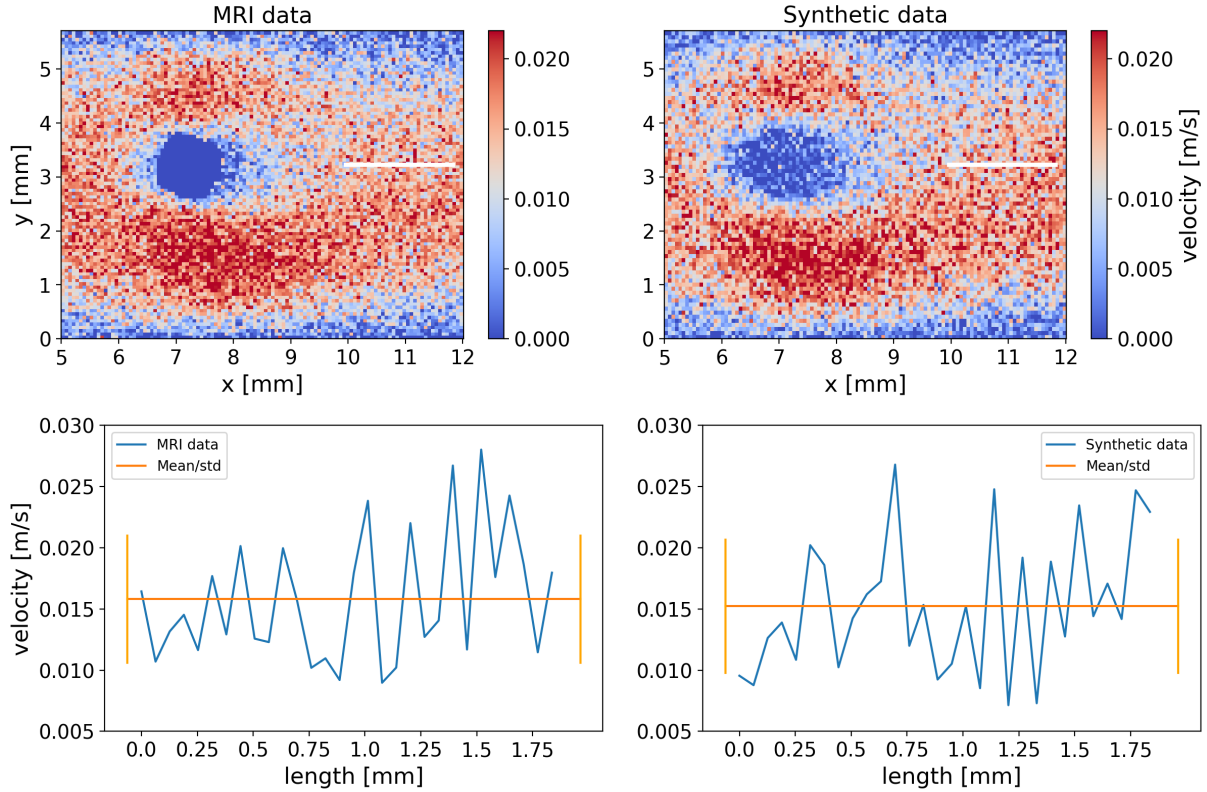 MRI data
Synthetic data
5
4
3
2
1
0
y [mm]
5 6 7 8 9 10 11 12
x [mm]
0.020
0.015
0.010
0.005
0.000
5
4
3
2
1
0
5 6 7 8 9 10 11 12
x [mm]
0.020
0.015
0.010
0.005
0.000
velocity [m/s]
0.030
0.025
0.020
0.015
0.010
0.005
velocity [m/s]
MRI data
Mean/std
0.0 0.25 0.5 0.75 1.0 1.25 1.5 1.75
length [mm]
0.030
0.025
0.020
0.015
0.010
0.005
Synthetic data
Mean/std
0.0 0.25 0.5 0.75 1.0 1.25 1.5 1.75
length [mm]